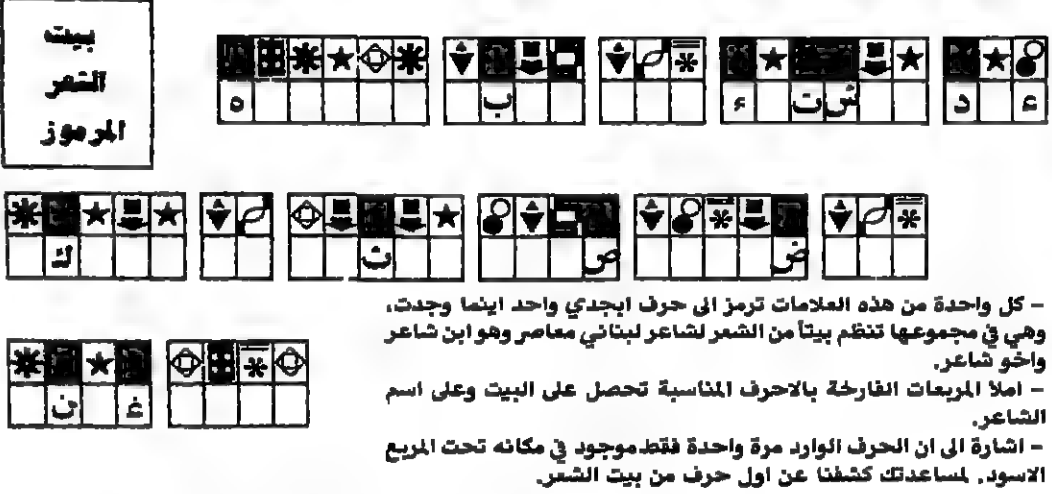 بيت
الشعر
المرموز
ع د
ش ت ء
ب
ه
ض
ص
ث
ك
غ ن
– كل واحدة من هذه العلامات ترمز الى حرف ابجدي واحد اينما وجدت،
وهي في مجموعها تنظم بيتاً من الشعر لشاعر لبناني معاصر وهو ابن شاعر
واخو شاعر.
– املأ المربعات الفارغة بالاحرف المناسبة تحصل على البيت وعلى اسم
الشاعر.
– اشارة الى ان الحرف الوارد مرة واحدة فقط موجود في مكانه تحت المربع
الاسود. لمساعدتك كشفنا عن اول حرف من بيت الشعر.